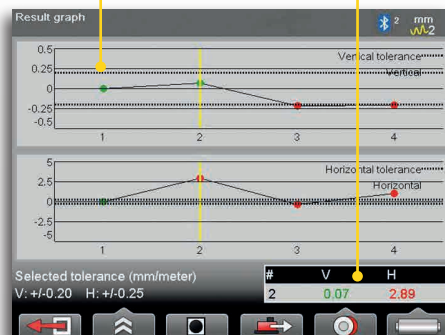 Result graph
2 mm
2
0.5
Vertical tolerance
0.25
Vertical
0
-0.25
-0.5
1 2 3 4
5
Horizontal tolerance
2.5
Horizontal
0
-2.5
-5
1 2 3 4
Selected tolerance (mm/meter)
# V H
V: +/-0.20 H: +/-0.25
2 0.07 2.89